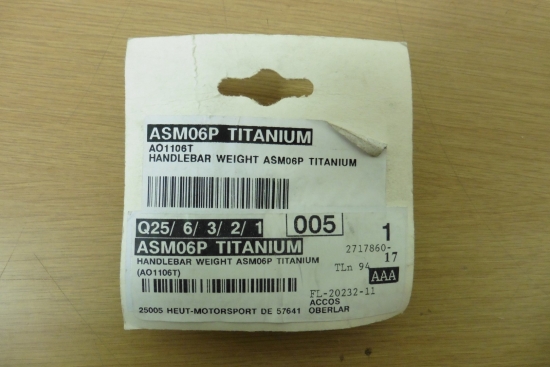 ASM06P TITANIUM
AO1106T
HANDLEBAR WEIGHT ASM06P TITANIUM
Q25/ 6/ 3/ 2/ 1
005
1
ASM06P TITANIUM
2717860-
17
HANDLEBAR WEIGHT ASM06P TITANIUM
TLn 94
(AO1106T)
AAA
FL-20232-11
ACCOS
25005 HEUT-MOTORSPORT DE 57641 OBERLAR